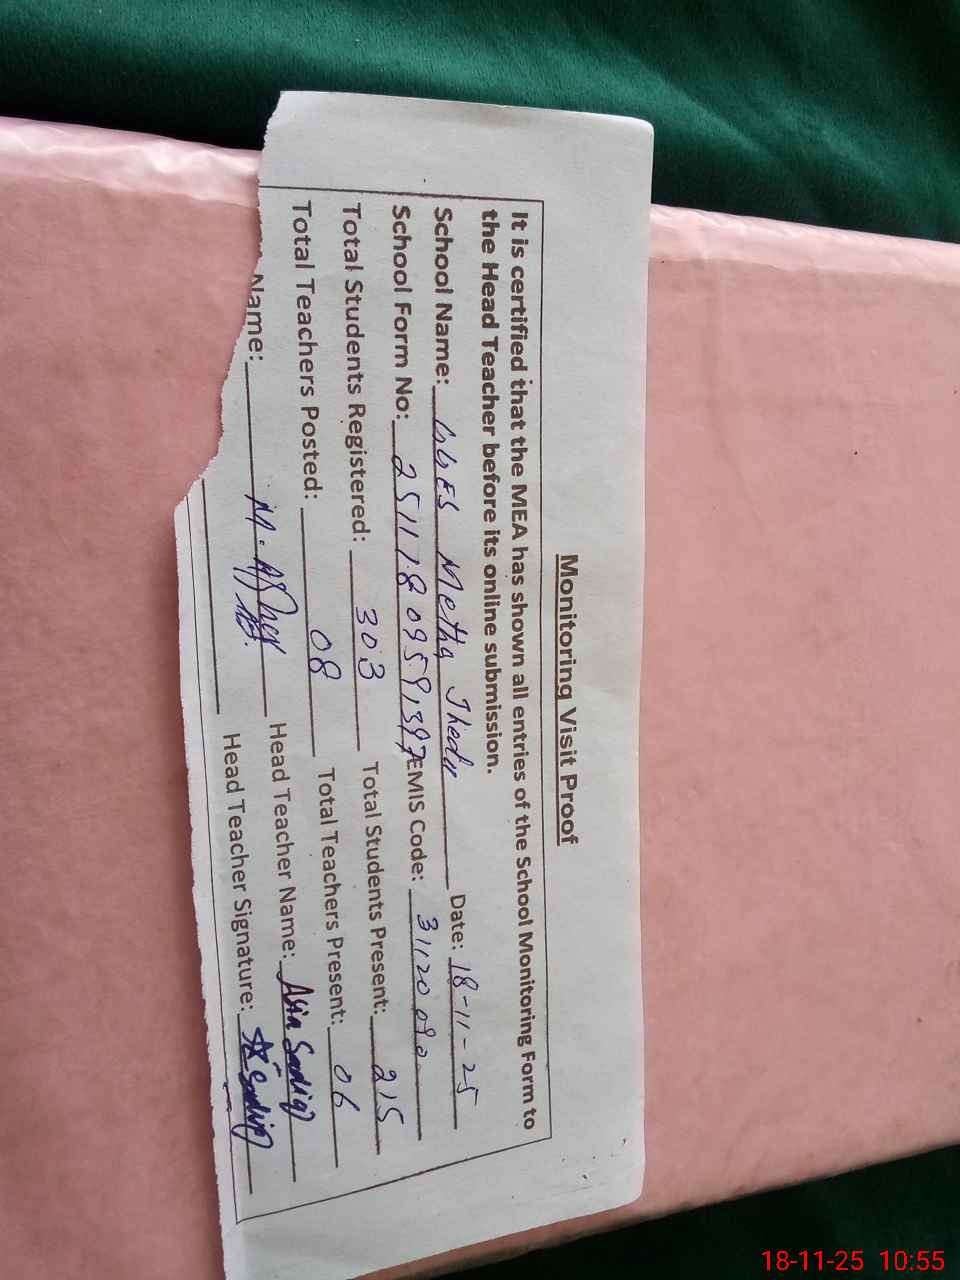 Monitoring Visit Proof
It is certified that the MEA has shown all entries of the School Monitoring Form to
the Head Teacher before its online submission.
School Name: GGES Metha Thedu Date: 18-11-25
School Form No: EMIS Code: 31120090
Total Students Registered: 303 Total Students Present: 215
Total Teachers Posted: 08 Total Teachers Present: 06
Name: M. Head Teacher Name: Asia Sadiq
Head Teacher Signature: Sadiq
18-11-25 10:55